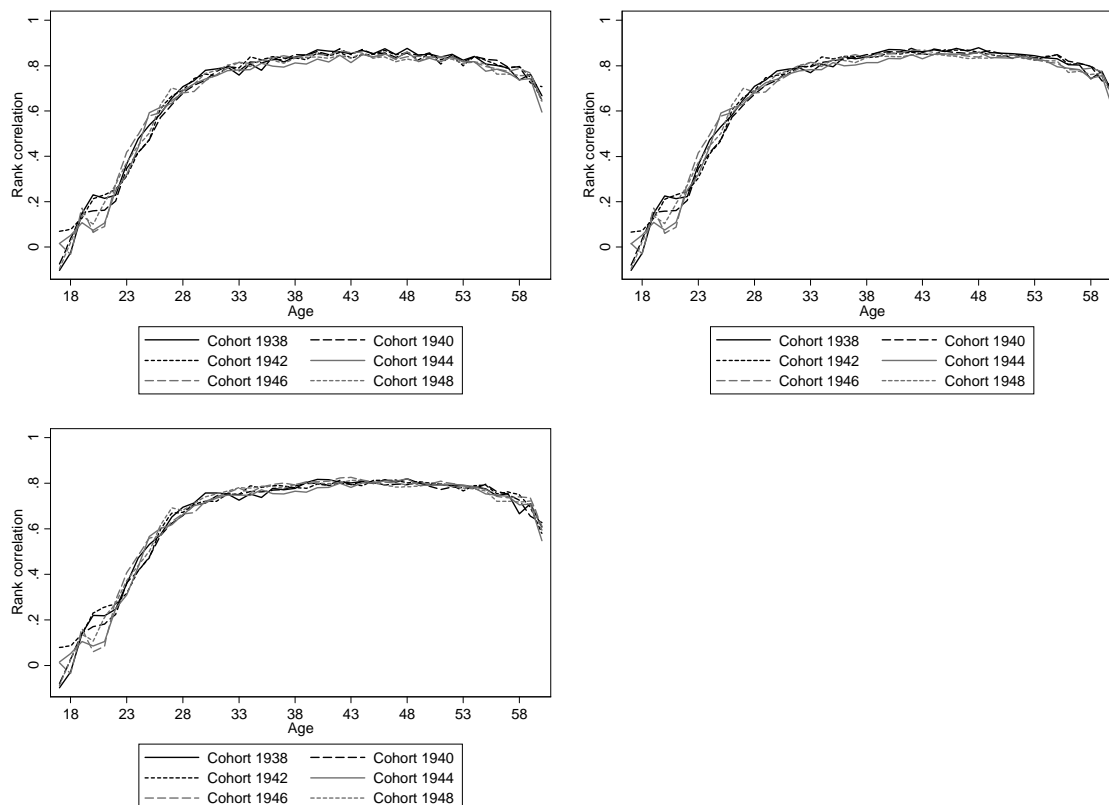 1
.8
.6
.4
.2
0
Rank correlation
18 23 28 33 38 43 48 53 58
Age
Cohort 1938 Cohort 1940
Cohort 1942 Cohort 1944
Cohort 1946 Cohort 1948
1
.8
.6
.4
.2
0
Rank correlation
18 23 28 33 38 43 48 53 58
Age
Cohort 1938 Cohort 1940
Cohort 1942 Cohort 1944
Cohort 1946 Cohort 1948
1
.8
.6
.4
.2
0
Rank correlation
18 23 28 33 38 43 48 53 58
Age
Cohort 1938 Cohort 1940
Cohort 1942 Cohort 1944
Cohort 1946 Cohort 1948